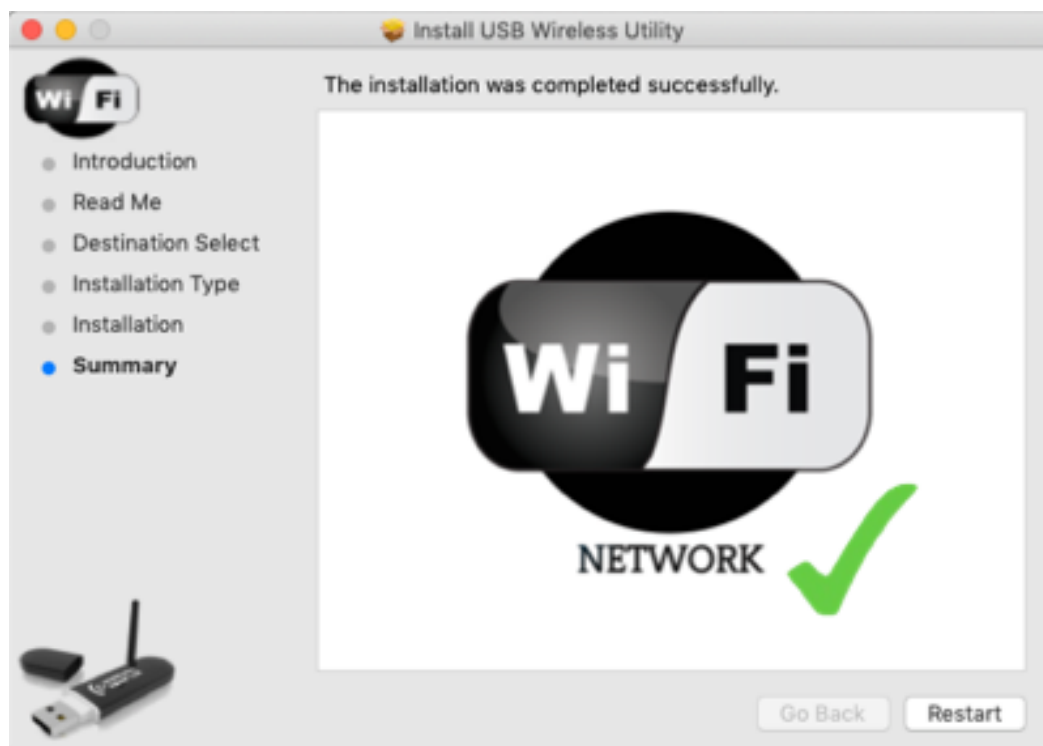 Install USB Wireless Utility
Wi Fi
The installation was completed successfully.
Introduction
Read Me
Destination Select
Installation Type
Installation
Summary
Wi Fi
NETWORK
Go Back
Restart